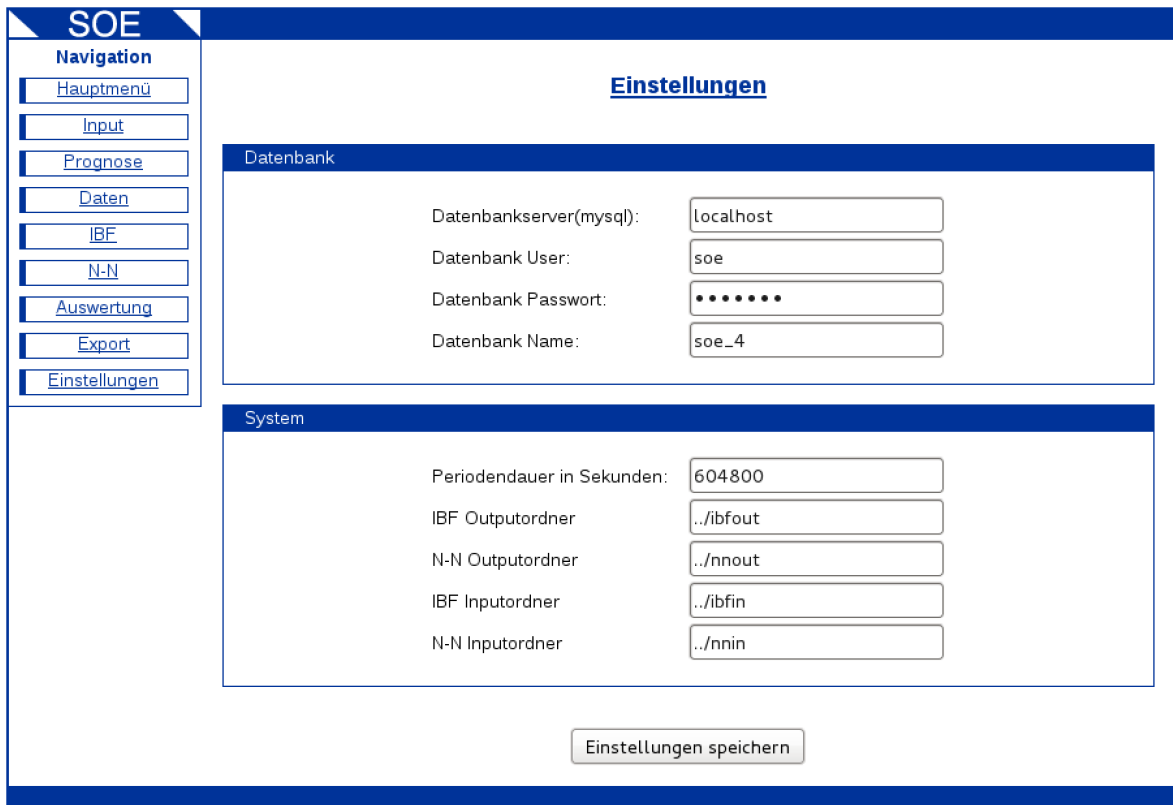 SOE
Navigation
Hauptmenü
Input
Prognose
Daten
IBF
N-N
Auswertung
Export
Einstellungen
Einstellungen
Datenbank
Datenbankserver(mysql): localhost
Datenbank User: soe
Datenbank Passwort: •••••••
Datenbank Name: soe_4
System
Periodendauer in Sekunden: 604800
IBF Outputordner ../ibfout
N-N Outputordner ../nnout
IBF Inputordner ../ibfin
N-N Inputordner ../nnin
Einstellungen speichern